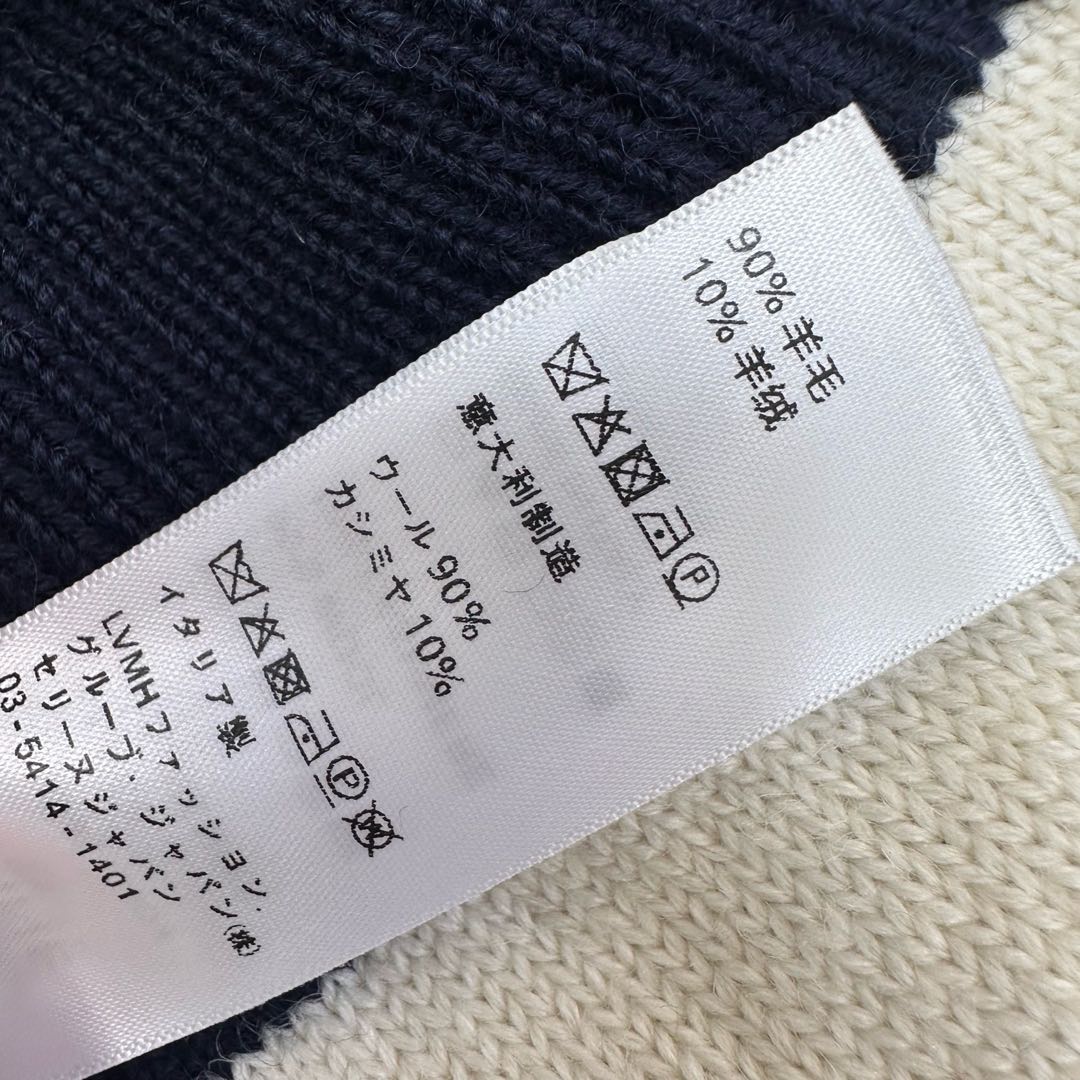 90% 羊毛
10% 羊绒
P
意大利制造
ウール 90%
カシミヤ 10%
P
W
イタリア製
LVMHファッション.
グループ・ジャパン(株)
セリーヌジャパン
03-5414-1401